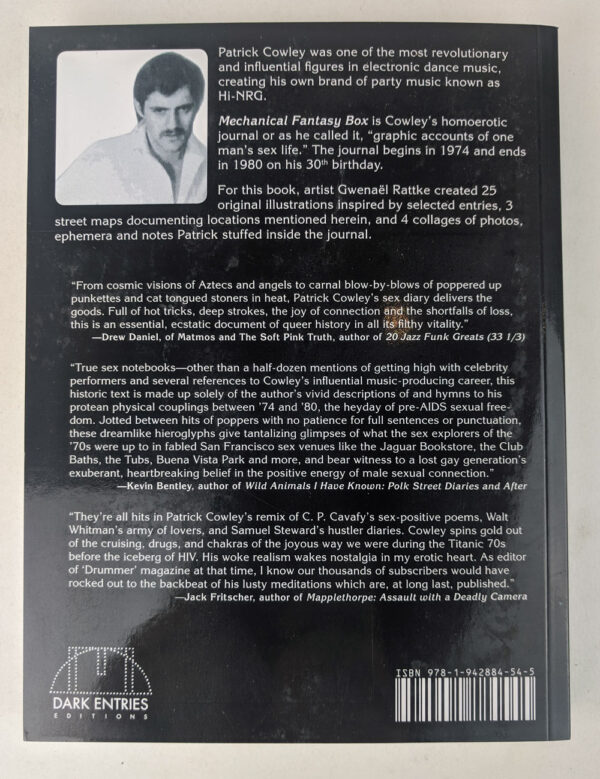 Patrick Cowley was one of the most revolutionary
and influential figures in electronic dance music,
creating his own brand of party music known as
Hi-NRG.
Mechanical Fantasy Box is Cowley's homoerotic
journal or as he called it, "graphic accounts of one
man's sex life." The journal begins in 1974 and ends
in 1980 on his 30th birthday.
For this book, artist Gwenaël Rattke created 25
original illustrations inspired by selected entries, 3
street maps documenting locations mentioned herein, and 4 collages of photos,
ephemera and notes Patrick stuffed inside the journal.
"From cosmic visions of Aztecs and angels to carnal blow-by-blows of poppered up
punkettes and cat tongued stoners in heat, Patrick Cowley's sex diary delivers the
goods. Full of hot tricks, deep strokes, the joy of connection and the shortfalls of loss,
this is an essential, ecstatic document of queer history in all its filthy vitality."
—Drew Daniel, of Matmos and The Soft Pink Truth, author of 20 Jazz Funk Greats (33 1/3)
"True sex notebooks—other than a half-dozen mentions of getting high with celebrity
performers and several references to Cowley's influential music-producing career, this
historic text is made up solely of the author's vivid descriptions of and hymns to his
protean physical couplings between '74 and '80, the heyday of pre-AIDS sexual free-
dom. Jotted between hits of poppers with no patience for full sentences or punctuation,
these dreamlike hieroglyphs give tantalizing glimpses of what the sex explorers of the
'70s were up to in fabled San Francisco sex venues like the Jaguar Bookstore, the Club
Baths, the Tubs, Buena Vista Park and more, and bear witness to a lost gay generation's
exuberant, heartbreaking belief in the positive energy of male sexual connection."
—Kevin Bentley, author of Wild Animals I Have Known: Polk Street Diaries and After
"They're all hits in Patrick Cowley's remix of C. P. Cavafy's sex-positive poems, Walt
Whitman's army of lovers, and Samuel Steward's hustler diaries. Cowley spins gold out
of the cruising, drugs, and chakras of the joyous way we were during the Titanic 70s
before the iceberg of HIV. His woke realism wakes nostalgia in my erotic heart. As editor
of 'Drummer' magazine at that time, I know our thousands of subscribers would have
rocked out to the backbeat of his lusty meditations which are, at long last, published."
—Jack Fritscher, author of Mapplethorpe: Assault with a Deadly Camera
DARK ENTRIES
EDITIONS
ISBN 978-1-942884-54-5